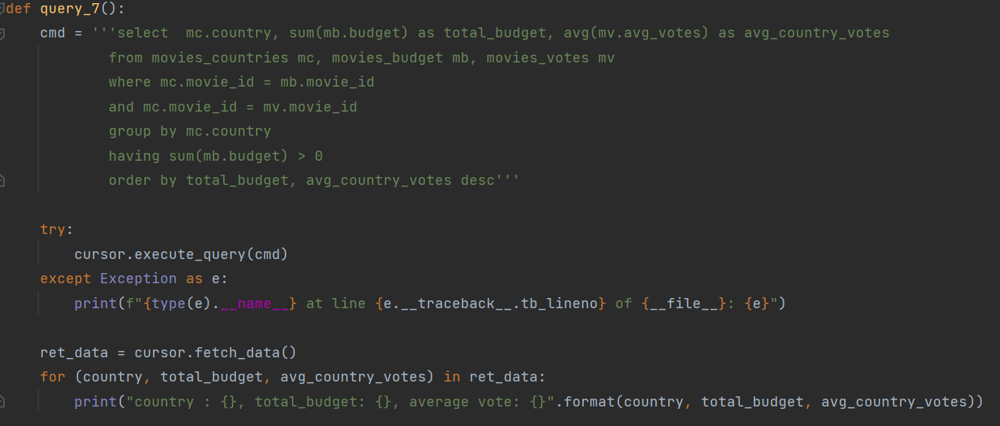 def query_7():
    cmd = '''select  mc.country, sum(mb.budget) as total_budget, avg(mv.avg_votes) as avg_country_votes
            from movies_countries mc, movies_budget mb, movies_votes mv
            where mc.movie_id = mb.movie_id
            and mc.movie_id = mv.movie_id
            group by mc.country
            having sum(mb.budget) > 0
            order by total_budget, avg_country_votes desc'''
    try:
        cursor.execute_query(cmd)
    except Exception as e:
        print(f"{type(e).__name__} at line {e.__traceback__.tb_lineno} of {__file__}: {e}")
    ret_data = cursor.fetch_data()
    for (country, total_budget, avg_country_votes) in ret_data:
        print("country : {}, total_budget: {}, average vote: {}".format(country, total_budget, avg_country_votes))